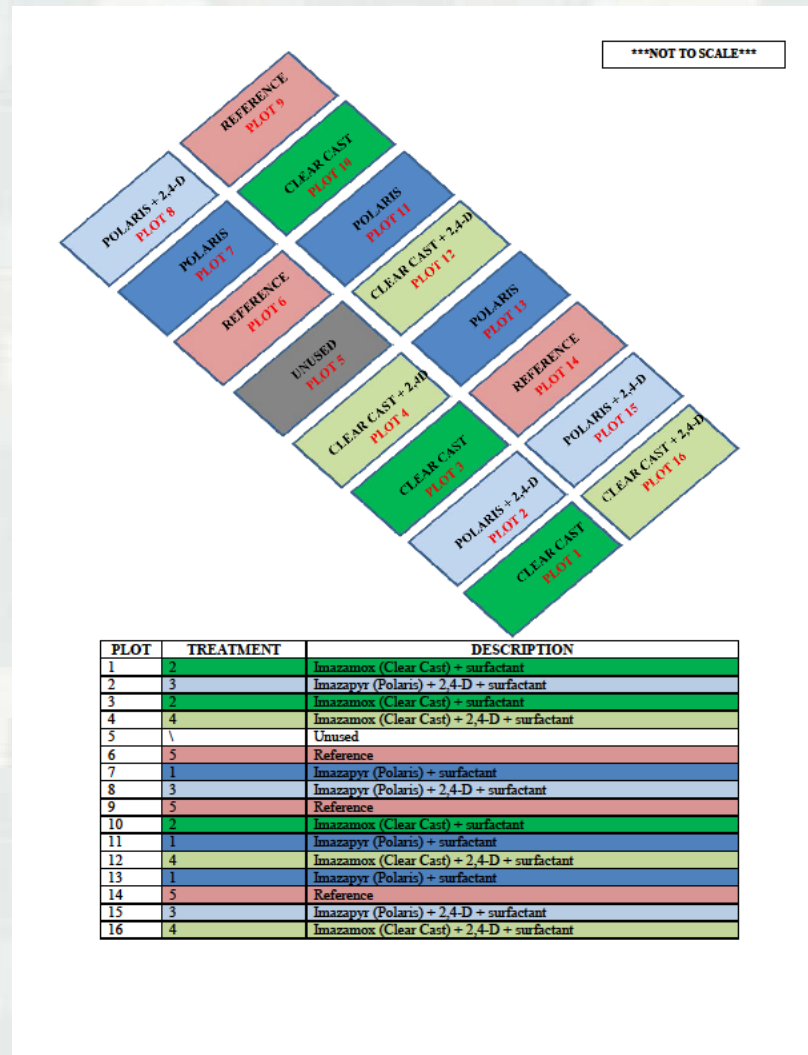 ***NOT TO SCALE***
REFERENCE
PLOT 9
CLEAR CAST
PLOT 10
POLARIS + 2,4-D
PLOT 8
POLARIS
PLOT 11
POLARIS
PLOT 7
CLEAR CAST + 2,4-D
PLOT 12
REFERENCE
PLOT 6
POLARIS
PLOT 13
UNUSED
PLOT 5
REFERENCE
PLOT 14
CLEAR CAST + 2,4D
PLOT 4
POLARIS + 2,4-D
PLOT 15
CLEAR CAST
PLOT 3
CLEAR CAST + 2,4-D
PLOT 16
POLARIS + 2,4-D
PLOT 2
CLEAR CAST
PLOT 1
PLOT TREATMENT DESCRIPTION
1 2 Imazamox (Clear Cast) + surfactant
2 3 Imazapyr (Polaris) + 2,4-D + surfactant
3 2 Imazamox (Clear Cast) + surfactant
4 4 Imazamox (Clear Cast) + 2,4-D + surfactant
5 \ Unused
6 5 Reference
7 1 Imazapyr (Polaris) + surfactant
8 3 Imazapyr (Polaris) + 2,4-D + surfactant
9 5 Reference
10 2 Imazamox (Clear Cast) + surfactant
11 1 Imazapyr (Polaris) + surfactant
12 4 Imazamox (Clear Cast) + 2,4-D + surfactant
13 1 Imazapyr (Polaris) + surfactant
14 5 Reference
15 3 Imazapyr (Polaris) + 2,4-D + surfactant
16 4 Imazamox (Clear Cast) + 2,4-D + surfactant